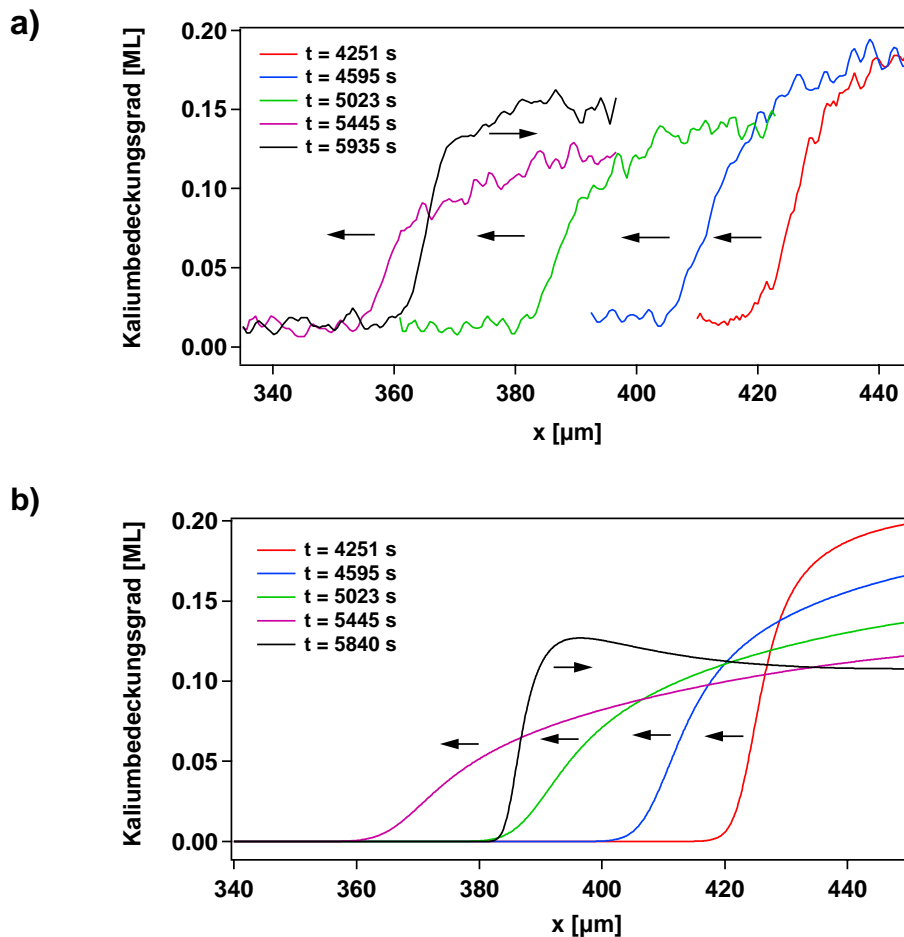 a)
Kaliumbedeckungsgrad [ML]
0.20
0.15
0.10
0.05
0.00
t = 4251 s
t = 4595 s
t = 5023 s
t = 5445 s
t = 5935 s
340 360 380 400 420 440
x [µm]
b)
Kaliumbedeckungsgrad [ML]
0.20
0.15
0.10
0.05
0.00
t = 4251 s
t = 4595 s
t = 5023 s
t = 5445 s
t = 5840 s
340 360 380 400 420 440
x [µm]